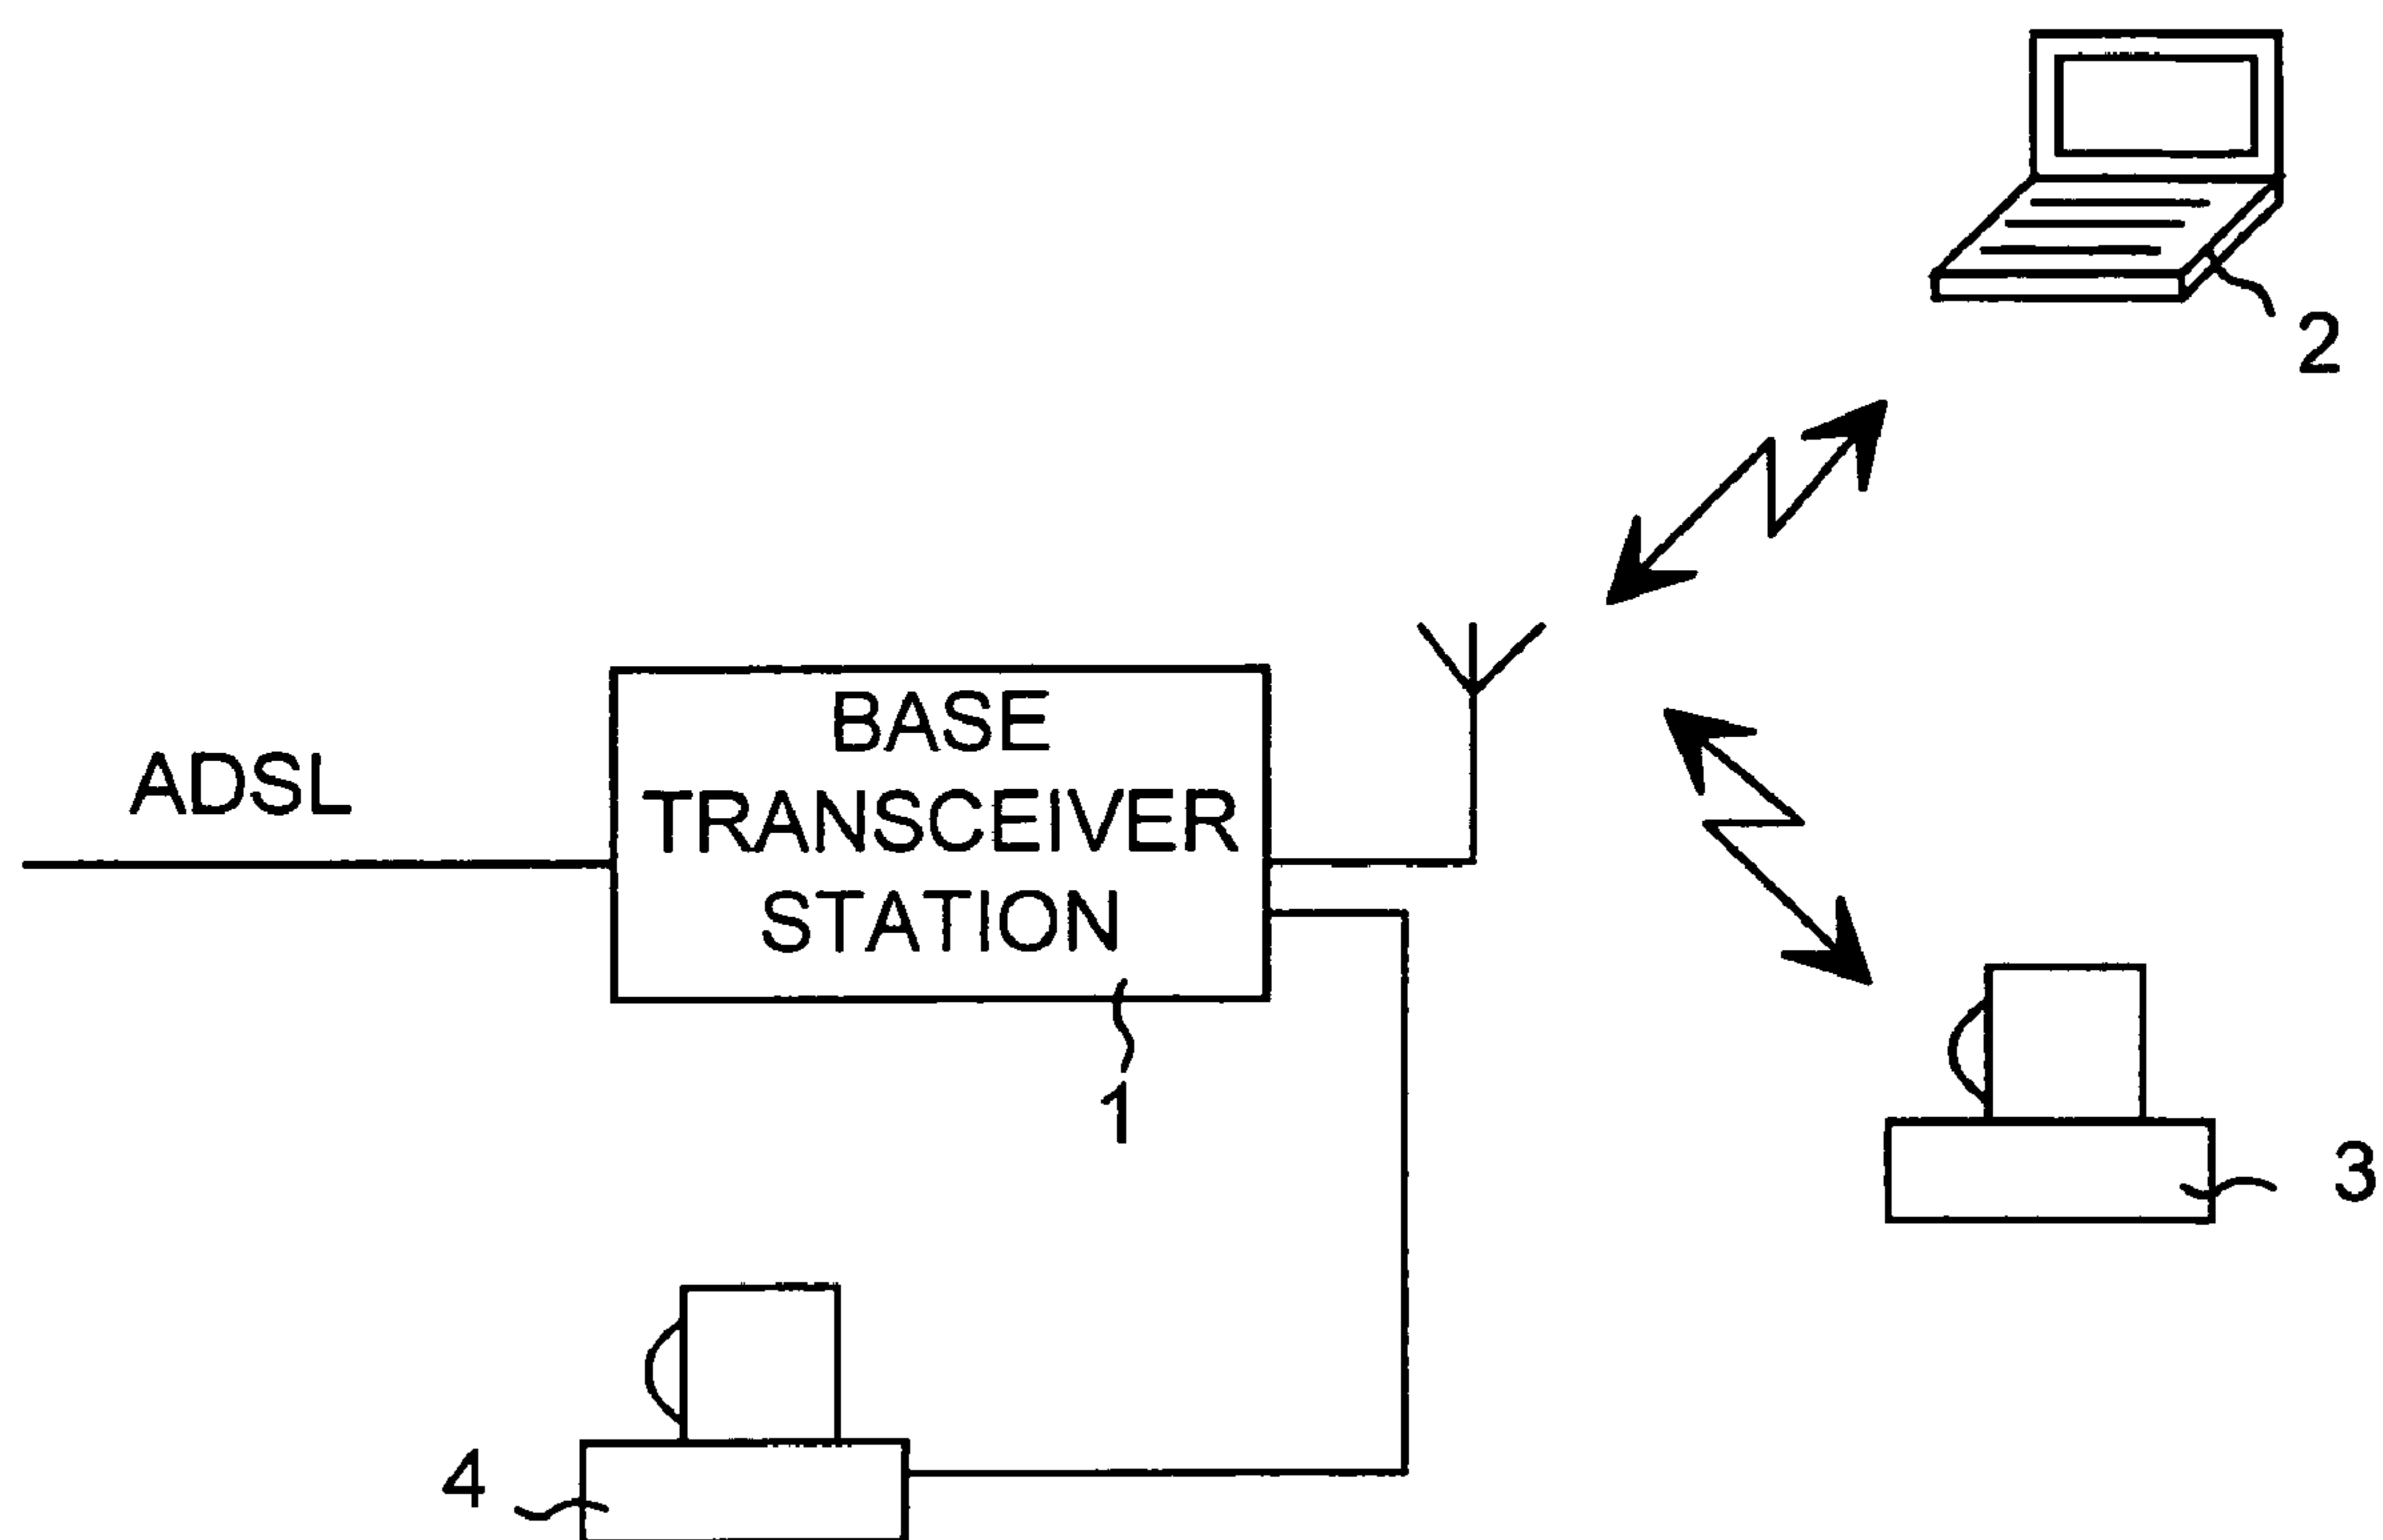 2
ADSL
BASE
TRANSCEIVER
STATION
1
3
4